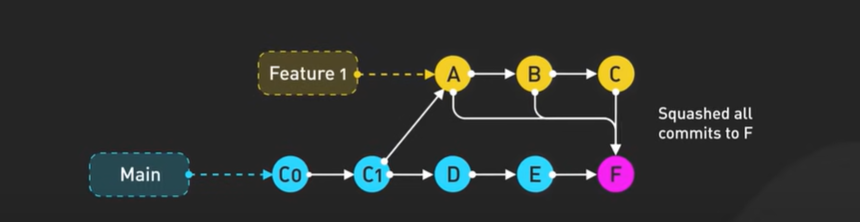 Feature 1
A
B
C
Squashed all
commits to F
Main
C0
C1
D
E
F